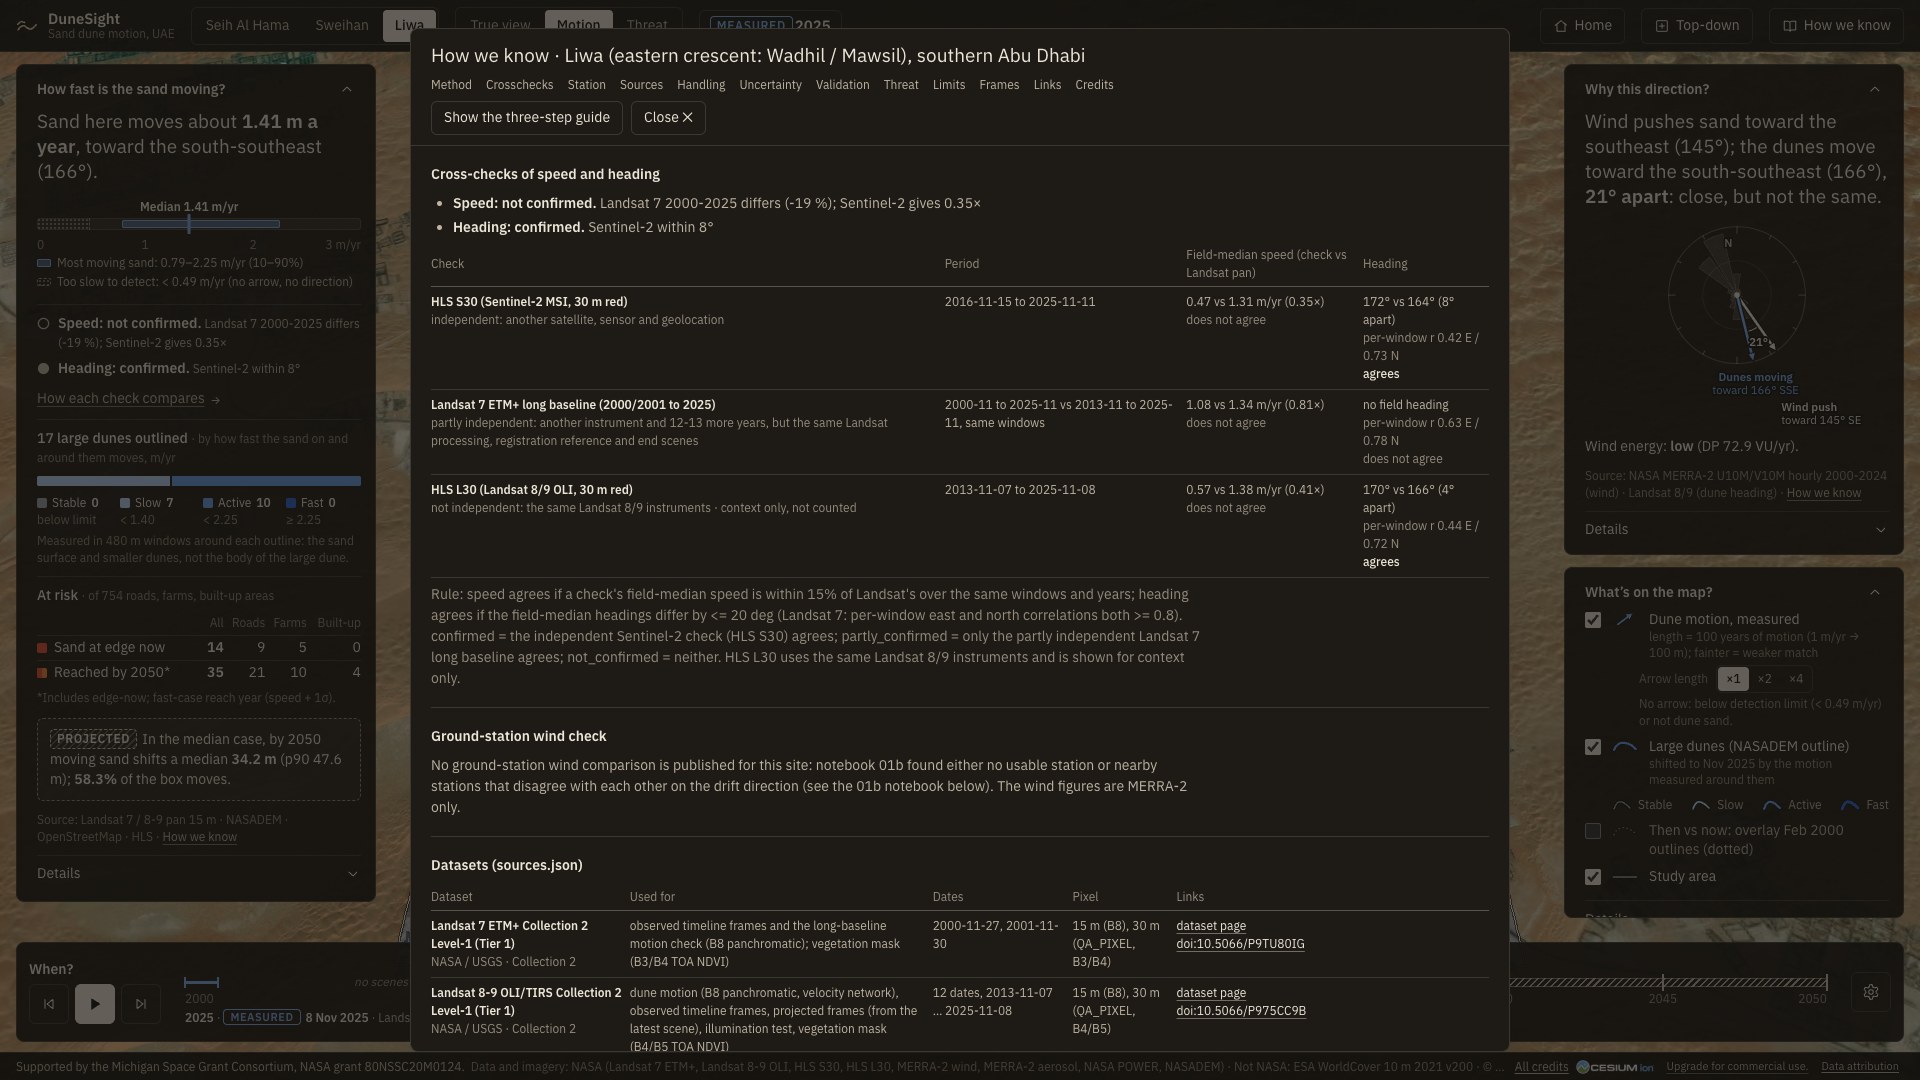 DuneSight
Sand dune motion, UAE
Seih Al Hama
Sweihan
Liwa
True view
Motion
Threat
MEASURED 2025
Home
Top-down
How we know
How fast is the sand moving?
Sand here moves about 1.41 m a
year, toward the south-southeast
(166°).
Median 1.41 m/yr
0 1 2 3 m/yr
Most moving sand: 0.79–2.25 m/yr (10–90%)
Too slow to detect: < 0.49 m/yr (no arrow, no direction)
Speed: not confirmed. Landsat 7 2000-2025 differs
(-19 %); Sentinel-2 gives 0.35×
Heading: confirmed. Sentinel-2 within 8°
How each check compares →
17 large dunes outlined · by how fast the sand on and
around them moves, m/yr
Stable 0 Slow 7 Active 10 Fast 0
below limit < 1.40 < 2.25 ≥ 2.25
Measured in 480 m windows around each outline: the sand
surface and smaller dunes, not the body of the large dune.
At risk · of 754 roads, farms, built-up areas
All Roads Farms Built-up
Sand at edge now 14 9 5 0
Reached by 2050* 35 21 10 4
*Includes edge-now; fast-case reach year (speed + 1σ).
PROJECTED In the median case, by 2050
moving sand shifts a median 34.2 m (p90 47.6
m); 58.3% of the box moves.
Source: Landsat 7 / 8-9 pan 15 m · NASADEM ·
OpenStreetMap · HLS · How we know
Details
How we know · Liwa (eastern crescent: Wadhil / Mawsil), southern Abu Dhabi
Method Crosschecks Station Sources Handling Uncertainty Validation Threat Limits Frames Links Credits
Show the three-step guide
Close ✕
Cross-checks of speed and heading
• Speed: not confirmed. Landsat 7 2000-2025 differs (-19 %); Sentinel-2 gives 0.35×
• Heading: confirmed. Sentinel-2 within 8°
Check Period Field-median speed (check vs Landsat pan) Heading
HLS S30 (Sentinel-2 MSI, 30 m red)
independent: another satellite, sensor and geolocation
2016-11-15 to 2025-11-11
0.47 vs 1.31 m/yr (0.35×)
does not agree
172° vs 164° (8°
apart)
per-window r 0.42 E /
0.73 N
agrees
Landsat 7 ETM+ long baseline (2000/2001 to 2025)
partly independent: another instrument and 12-13 more years, but the same Landsat
processing, registration reference and end scenes
2000-11 to 2025-11 vs 2013-11 to 2025-
11, same windows
1.08 vs 1.34 m/yr (0.81×)
does not agree
no field heading
per-window r 0.63 E /
0.78 N
does not agree
HLS L30 (Landsat 8/9 OLI, 30 m red)
not independent: the same Landsat 8/9 instruments · context only, not counted
2013-11-07 to 2025-11-08
0.57 vs 1.38 m/yr (0.41×)
does not agree
170° vs 166° (4°
apart)
per-window r 0.44 E /
0.72 N
agrees
Rule: speed agrees if a check's field-median speed is within 15% of Landsat's over the same windows and years; heading
agrees if the field-median headings differ by <= 20 deg (Landsat 7: per-window east and north correlations both >= 0.8).
confirmed = the independent Sentinel-2 check (HLS S30) agrees; partly_confirmed = only the partly independent Landsat 7
long baseline agrees; not_confirmed = neither. HLS L30 uses the same Landsat 8/9 instruments and is shown for context
only.
Ground-station wind check
No ground-station wind comparison is published for this site: notebook 01b found either no usable station or nearby
stations that disagree with each other on the drift direction (see the 01b notebook below). The wind figures are MERRA-2
only.
Datasets (sources.json)
Dataset Used for Dates Pixel Links
Landsat 7 ETM+ Collection 2
Level-1 (Tier 1)
NASA / USGS · Collection 2
observed timeline frames and the long-baseline
motion check (B8 panchromatic); vegetation mask
(B3/B4 TOA NDVI)
2000-11-27, 2001-11-
30
15 m (B8), 30 m
(QA_PIXEL,
B3/B4)
dataset page
doi:10.5066/P9TU80IG
Landsat 8-9 OLI/TIRS Collection 2
Level-1 (Tier 1)
NASA / USGS · Collection 2
dune motion (B8 panchromatic, velocity network),
observed timeline frames, projected frames (from the
latest scene), illumination test, vegetation mask
(B4/B5 TOA NDVI)
12 dates, 2013-11-07
... 2025-11-08
15 m (B8), 30 m
(QA_PIXEL,
B4/B5)
dataset page
doi:10.5066/P975CC9B
Why this direction?
Wind pushes sand toward the
southeast (145°); the dunes move
toward the south-southeast (166°),
21° apart: close, but not the same.
N
21°
Dunes moving
toward 166° SSE
Wind push
toward 145° SE
Wind energy: low (DP 72.9 VU/yr).
Source: NASA MERRA-2 U10M/V10M hourly 2000-2024
(wind) · Landsat 8/9 (dune heading) · How we know
Details
What's on the map?
Dune motion, measured
length = 100 years of motion (1 m/yr →
100 m); fainter = weaker match
Arrow length ×1 ×2 ×4
No arrow: below detection limit (< 0.49 m/yr)
or not dune sand.
Large dunes (NASADEM outline)
shifted to Nov 2025 by the motion
measured around them
Stable Slow Active Fast
Then vs now: overlay Feb 2000
outlines (dotted)
Study area
When?
2000
no scenes
2025 · MEASURED 8 Nov 2025 · Lands
2045 2050
Supported by the Michigan Space Grant Consortium, NASA grant 80NSSC20M0124. Data and imagery: NASA (Landsat 7 ETM+, Landsat 8-9 OLI, HLS S30, HLS L30, MERRA-2 wind, MERRA-2 aerosol, NASA POWER, NASADEM) · Not NASA: ESA WorldCover 10 m 2021 v200 · © ...
All credits
CESIUM ion
Upgrade for commercial use.
Data attribution